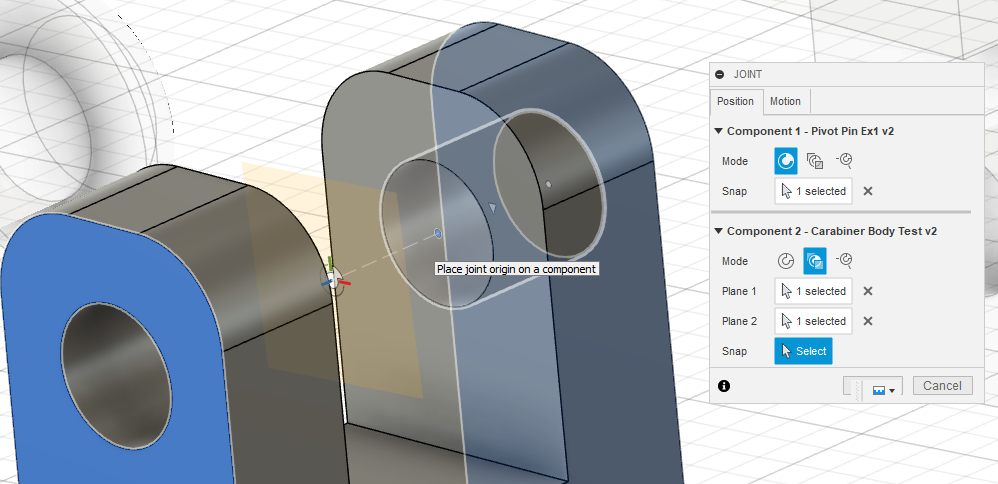 JOINT
Position Motion
Component 1 - Pivot Pin Ex1 v2
Mode
Snap 1 selected
Component 2 - Carabiner Body Test v2
Mode
Place joint origin on a component
Plane 1 1 selected
Plane 2 1 selected
Snap Select
Cancel